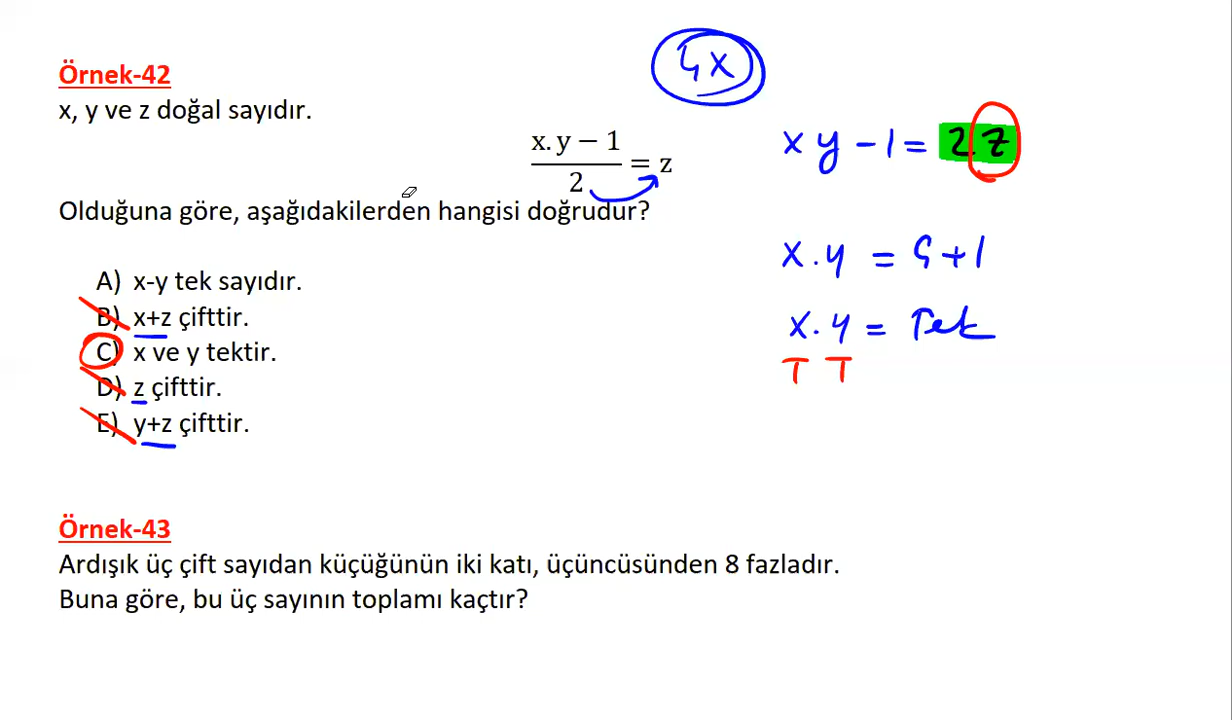 Örnek-42
x, y ve z doğal sayıdır.
4x
x.y − 1
2
= z
xy − 1 = 2.z
Olduğuna göre, aşağıdakilerden hangisi doğrudur?
x.y = Ç + 1
x.y = Tek
T T
A) x-y tek sayıdır.
B) x+z çifttir.
C) x ve y tektir.
D) z çifttir.
E) y+z çifttir.
Örnek-43
Ardışık üç çift sayıdan küçüğünün iki katı, üçüncüsünden 8 fazladır.
Buna göre, bu üç sayının toplamı kaçtır?